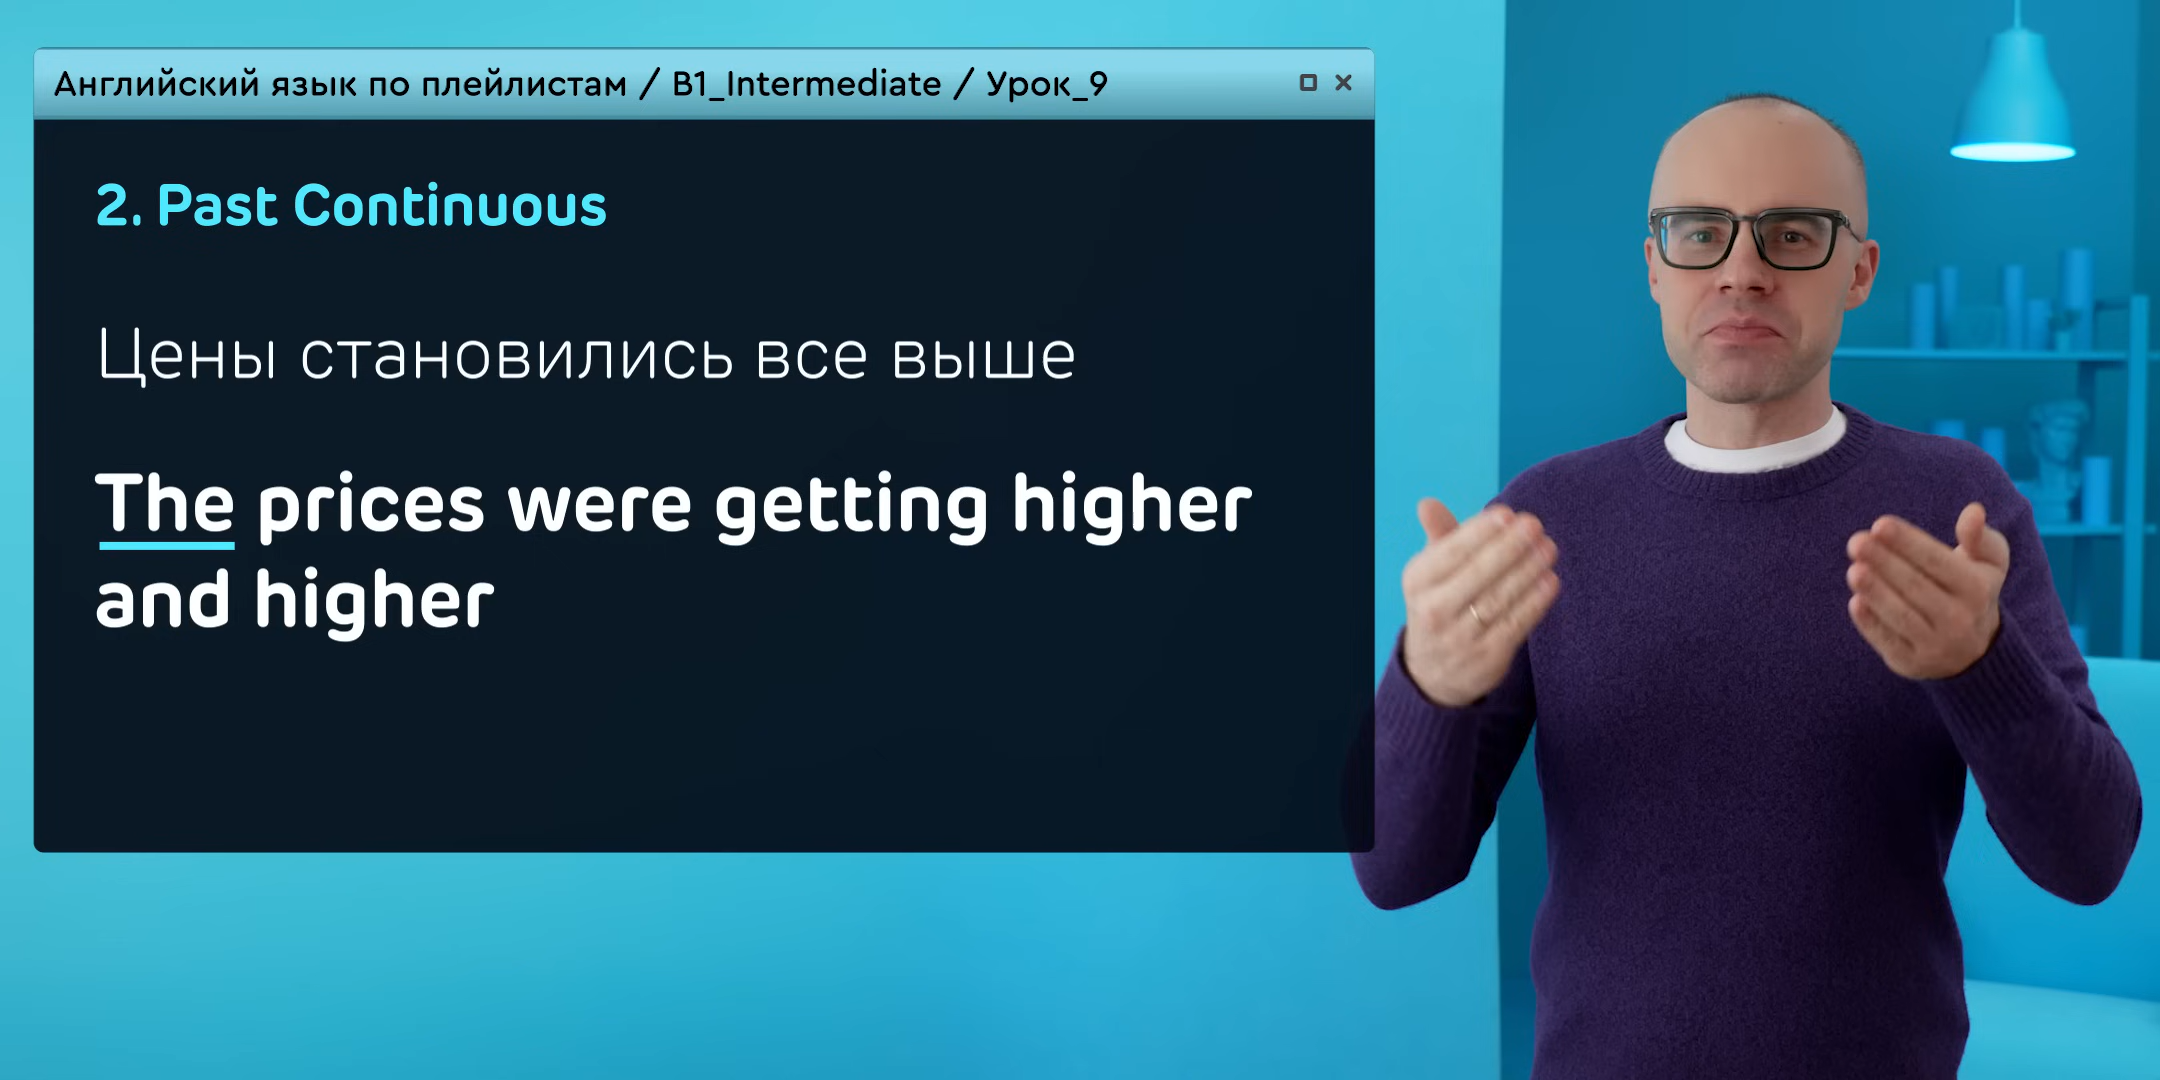 Английский язык по плейлистам / B1_Intermediate / Урок_9
2. Past Continuous
Цены становились все выше
The prices were getting higher
and higher